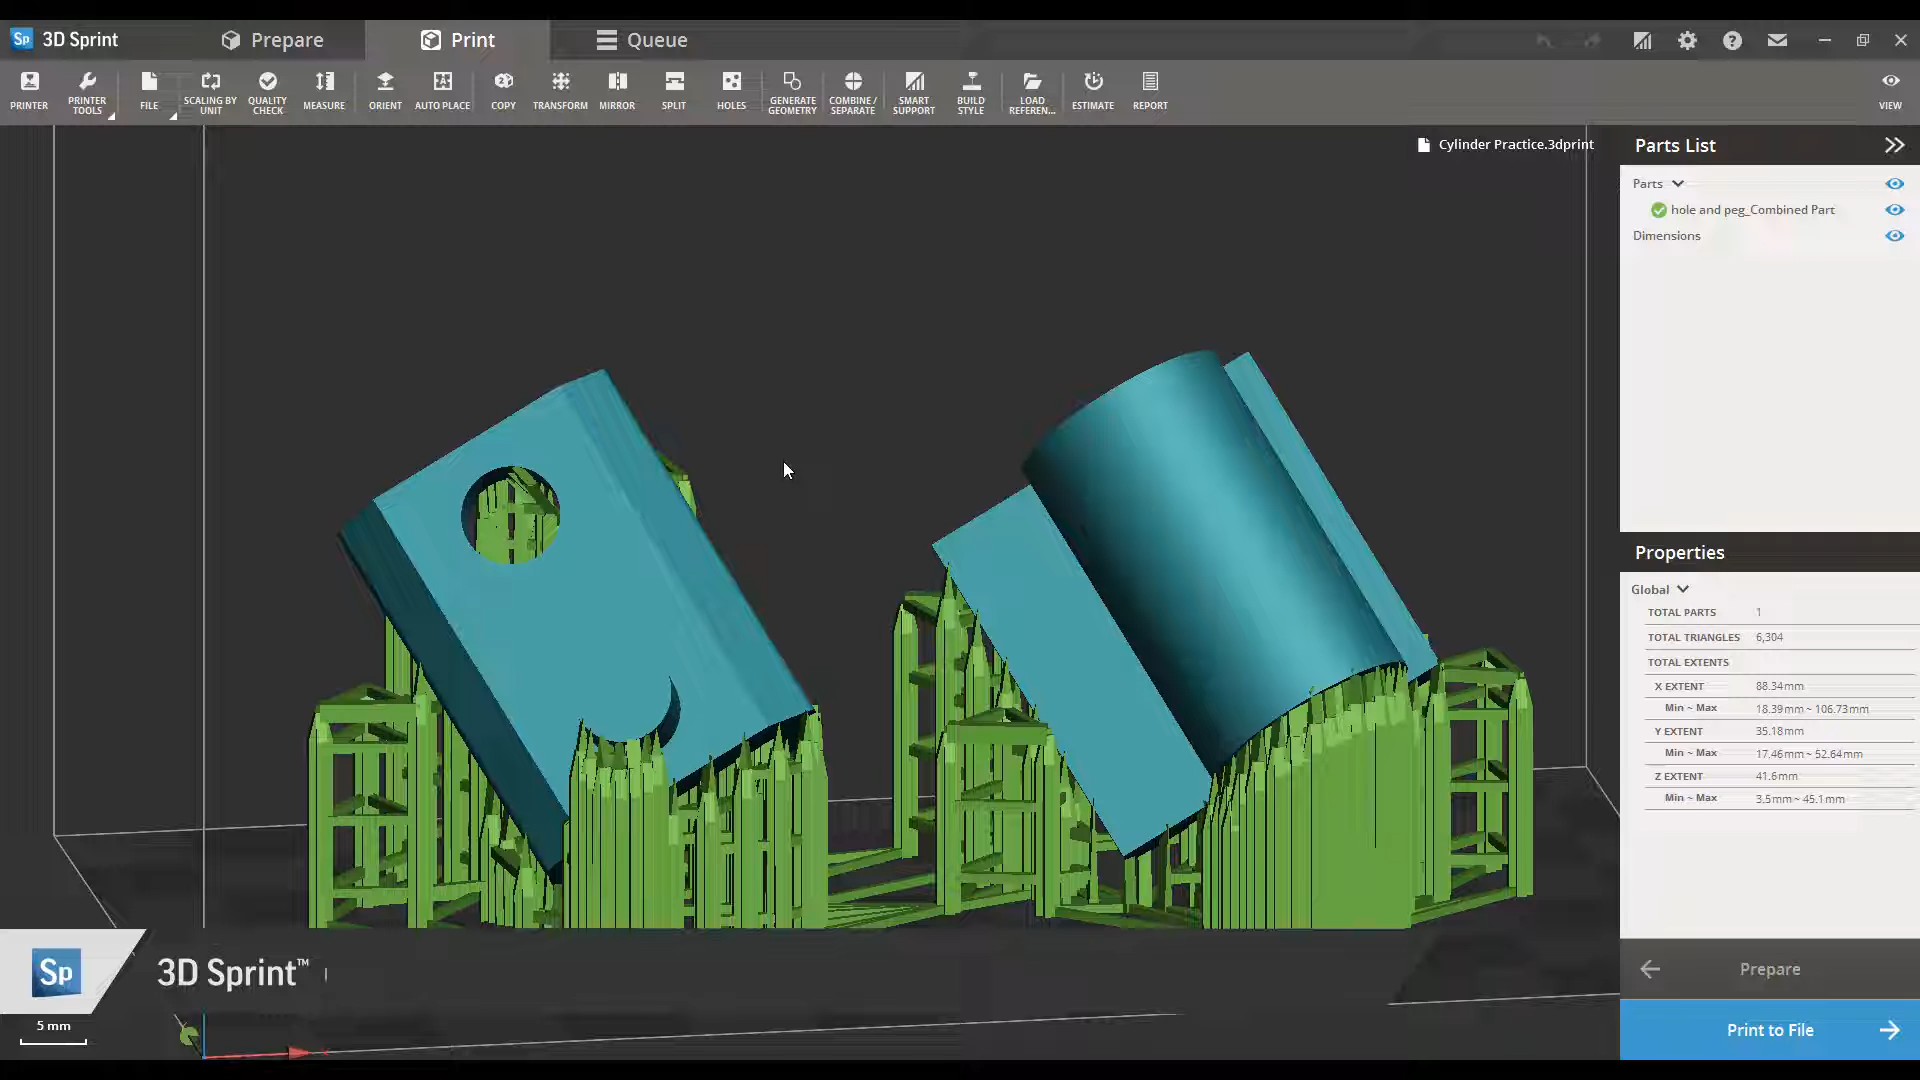 Sp 3D Sprint
Prepare
Print
Queue
PRINTER
PRINTER TOOLS
FILE
SCALING BY UNIT
QUALITY CHECK
MEASURE
ORIENT
AUTO PLACE
COPY
TRANSFORM
MIRROR
SPLIT
HOLES
GENERATE GEOMETRY
COMBINE / SEPARATE
SMART SUPPORT
BUILD STYLE
LOAD REFEREN...
ESTIMATE
REPORT
VIEW
Cylinder Practice.3dprint
Parts List
Parts
hole and peg_Combined Part
Dimensions
Properties
Global
TOTAL PARTS 1
TOTAL TRIANGLES 6,304
TOTAL EXTENTS
X EXTENT 88.34mm
Min ~ Max 18.39mm ~ 106.73mm
Y EXTENT 35.18mm
Min ~ Max 17.46mm ~ 52.64mm
Z EXTENT 41.6mm
Min ~ Max 3.5mm ~ 45.1mm
Prepare
Print to File
Sp 3D Sprint™
5 mm